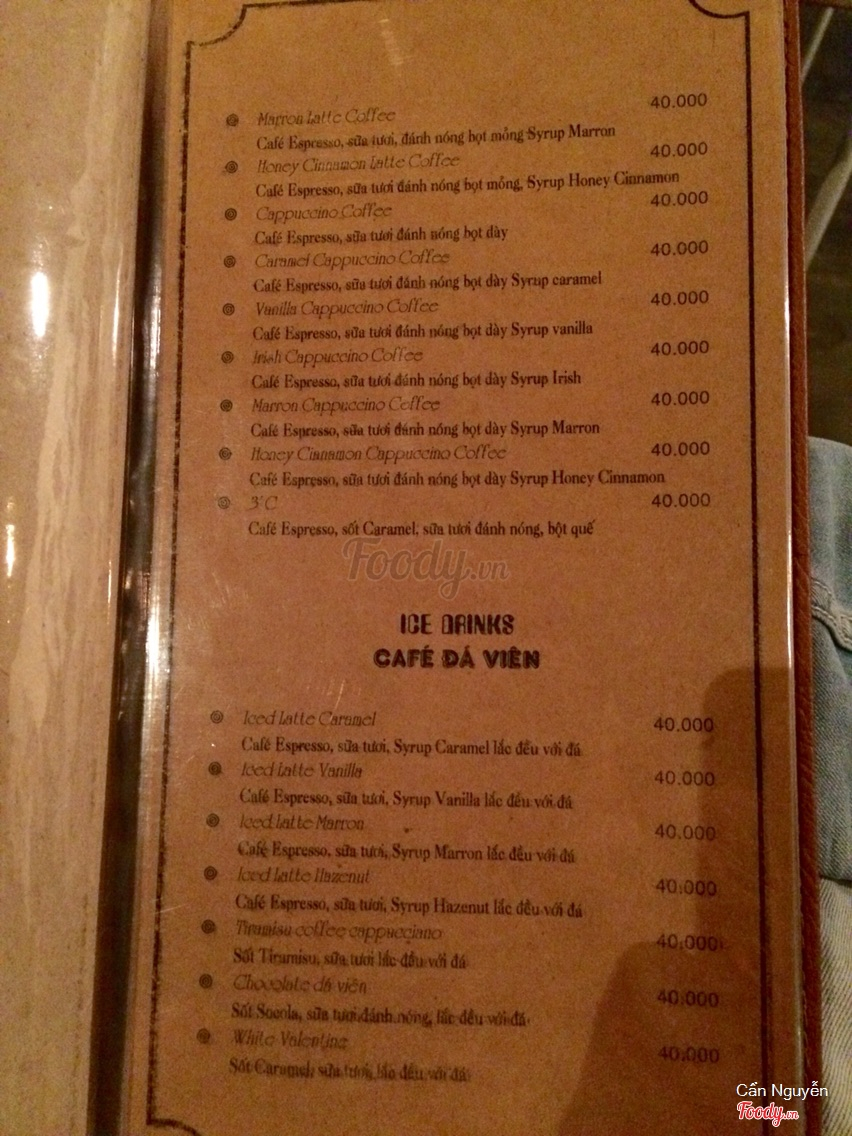 Marron Latte Coffee 40.000
Café Espresso, sữa tươi, đánh nóng bọt mỏng Syrup Marron
Honey Cinnamon Latte Coffee 40.000
Café Espresso, sữa tươi đánh nóng bọt mỏng, Syrup Honey Cinnamon
Cappuccino Coffee 40.000
Café Espresso, sữa tươi đánh nóng bọt dày
Caramel Cappuccino Coffee 40.000
Café Espresso, sữa tươi đánh nóng bọt dày Syrup caramel
Vanilla Cappuccino Coffee 40.000
Café Espresso, sữa tươi đánh nóng bọt dày Syrup vanilla
Irish Cappuccino Coffee 40.000
Café Espresso, sữa tươi đánh nóng bọt dày Syrup Irish
Marron Cappuccino Coffee 40.000
Café Espresso, sữa tươi đánh nóng bọt dày Syrup Marron
Honey Cinnamon Cappuccino Coffee 40.000
Café Espresso, sữa tươi đánh nóng bọt dày Syrup Honey Cinnamon
3'C 40.000
Café Espresso, sốt Caramel, sữa tươi đánh nóng, bột quế
Foody.vn
ICE DRINKS
CAFÉ ĐÁ VIÊN
Iced Latte Caramel 40.000
Café Espresso, sữa tươi, Syrup Caramel lắc đều với đá
Iced Latte Vanilla 40.000
Café Espresso, sữa tươi, Syrup Vanilla lắc đều với đá
Iced Latte Marron 40.000
Café Espresso, sữa tươi, Syrup Marron lắc đều với đá
Iced Latte Hazenut 40.000
Café Espresso, sữa tươi, Syrup Hazenut lắc đều với đá
Tiramisu coffee cappuciano 40.000
Sốt Tiramisu, sữa tươi lắc đều với đá
Chocolate đá viên 40.000
Sốt Socola, sữa tươi đánh nóng, lắc đều với đá
White Valentine 40.000
Sốt Caramel, sữa tươi, lắc đều với đá
Cẩn Nguyễn
Foody.vn